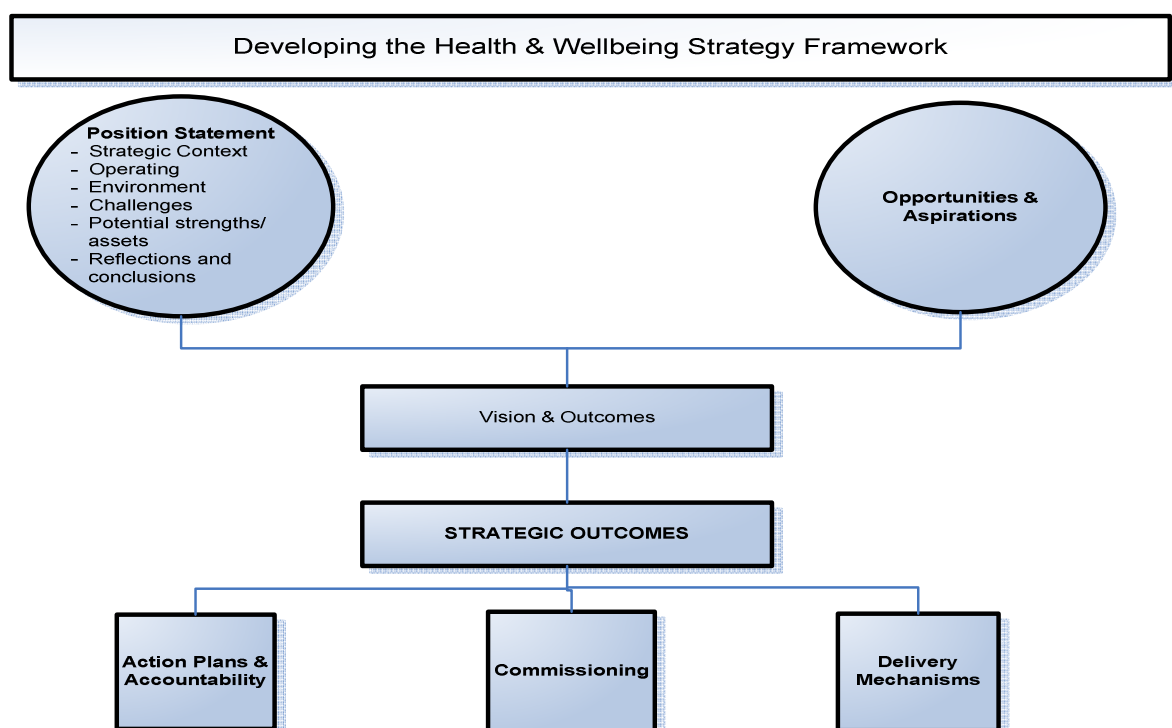 Developing the Health & Wellbeing Strategy Framework
Position Statement
- Strategic Context
- Operating
- Environment
- Challenges
- Potential strengths/
assets
- Reflections and
conclusions
Opportunities &
Aspirations
Vision & Outcomes
STRATEGIC OUTCOMES
Action Plans &
Accountability
Commissioning
Delivery
Mechanisms